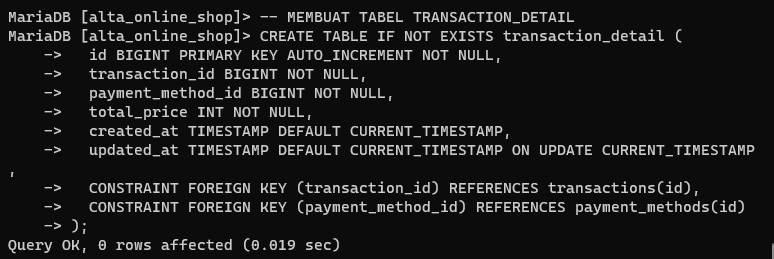 MariaDB [alta_online_shop]> -- MEMBUAT TABEL TRANSACTION_DETAIL
MariaDB [alta_online_shop]> CREATE TABLE IF NOT EXISTS transaction_detail (
    ->   id BIGINT PRIMARY KEY AUTO_INCREMENT NOT NULL,
    ->   transaction_id BIGINT NOT NULL,
    ->   payment_method_id BIGINT NOT NULL,
    ->   total_price INT NOT NULL,
    ->   created_at TIMESTAMP DEFAULT CURRENT_TIMESTAMP,
    ->   updated_at TIMESTAMP DEFAULT CURRENT_TIMESTAMP ON UPDATE CURRENT_TIMESTAMP
,
    ->   CONSTRAINT FOREIGN KEY (transaction_id) REFERENCES transactions(id),
    ->   CONSTRAINT FOREIGN KEY (payment_method_id) REFERENCES payment_methods(id)
    -> );
Query OK, 0 rows affected (0.019 sec)